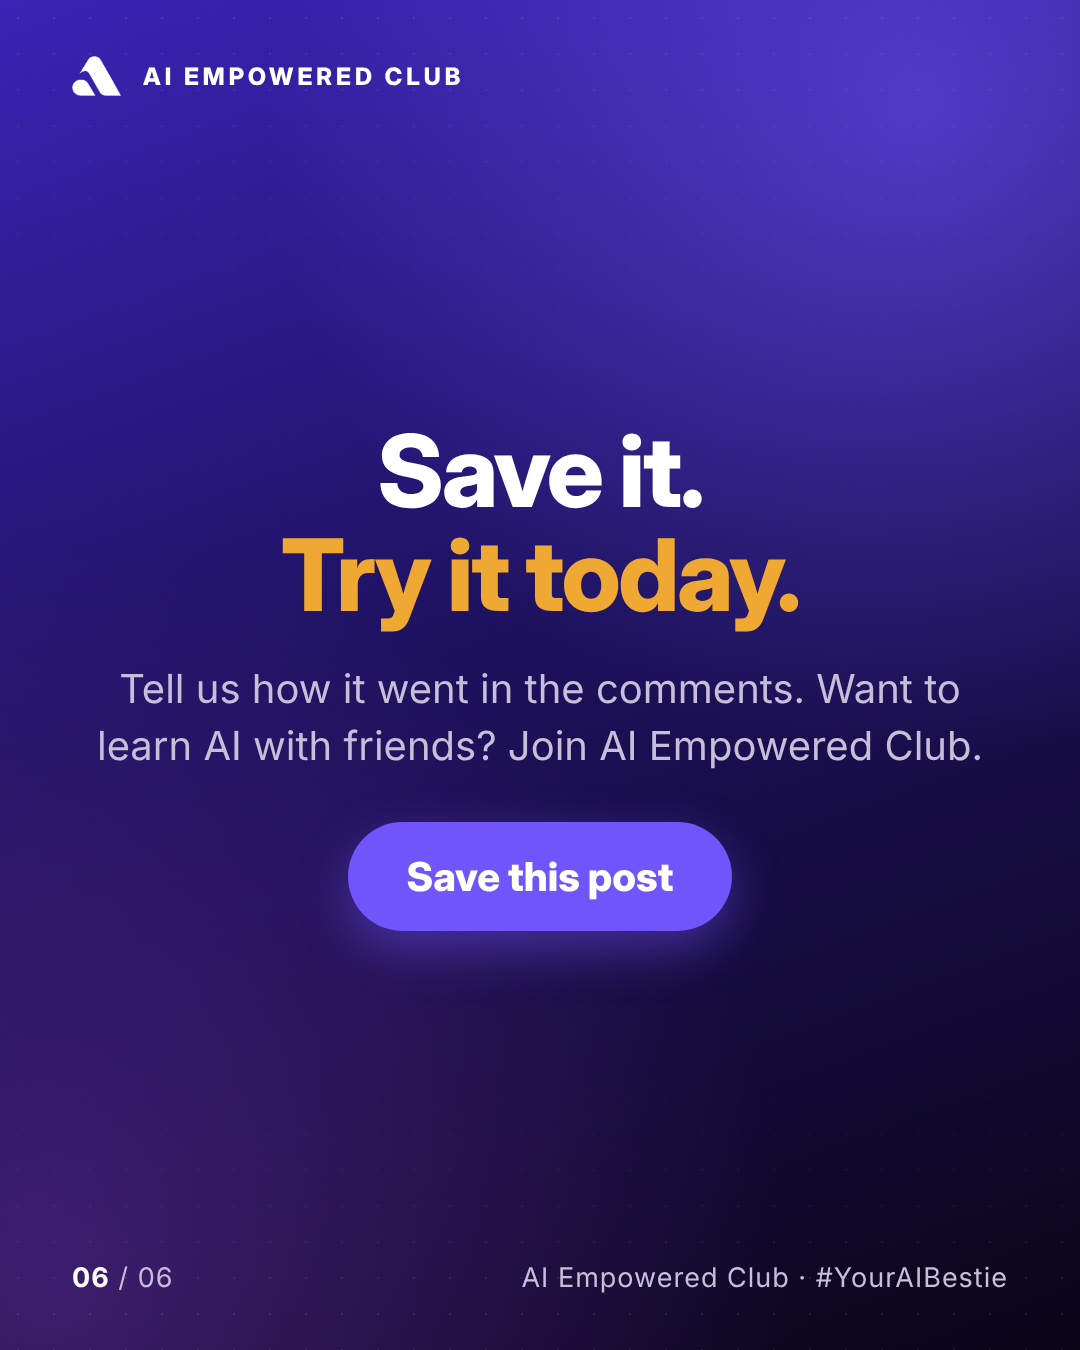 AI EMPOWERED CLUB
Save it.
Try it today.
Tell us how it went in the comments. Want to
learn AI with friends? Join AI Empowered Club.
Save this post
06 / 06
AI Empowered Club · #YourAIBestie